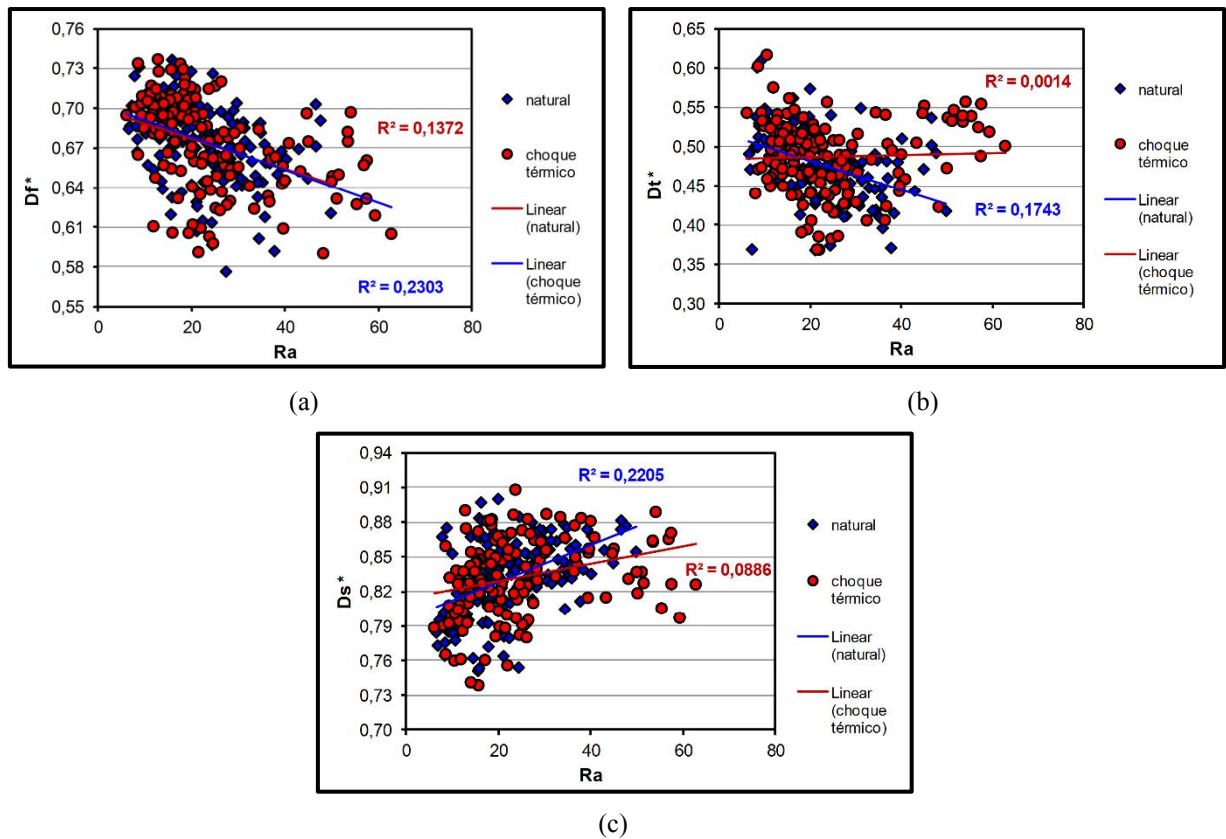 0,76
0,73
0,70
0,67
0,64
0,61
0,58
0,55
Df*
0
20
40
60
80
Ra
R² = 0,1372
R² = 0,2303
natural
choque
térmico
Linear
(natural)
Linear
(choque
térmico)
(a)
0,65
0,60
0,55
0,50
0,45
0,40
0,35
0,30
Dt*
0
20
40
60
80
Ra
R² = 0,0014
R² = 0,1743
natural
choque
térmico
Linear
(natural)
Linear
(choque
térmico)
(b)
0,94
0,91
0,88
0,85
0,82
0,79
0,76
0,73
0,70
Ds*
0
20
40
60
80
Ra
R² = 0,2205
R² = 0,0886
natural
choque
térmico
Linear
(natural)
Linear
(choque
térmico)
(c)